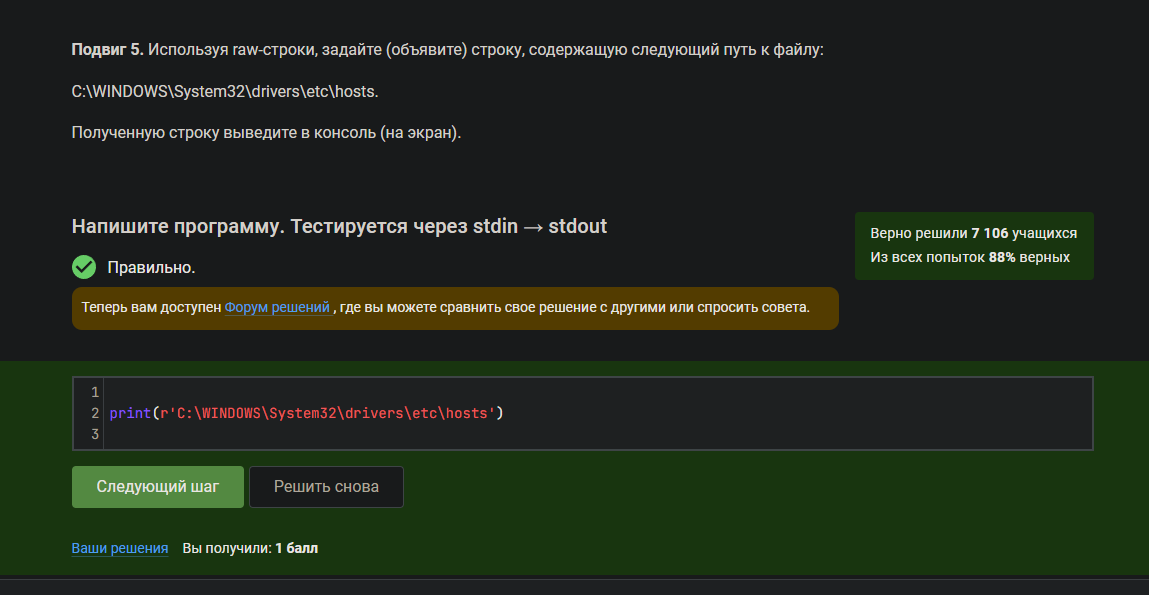 Подвиг 5. Используя raw-строки, задайте (объявите) строку, содержащую следующий путь к файлу:
C:\WINDOWS\System32\drivers\etc\hosts.
Полученную строку выведите в консоль (на экран).
Напишите программу. Тестируется через stdin → stdout
Верно решили 7 106 учащихся
Из всех попыток 88% верных
Правильно.
Теперь вам доступен Форум решений , где вы можете сравнить свое решение с другими или спросить совета.
1
2 print(r'C:\WINDOWS\System32\drivers\etc\hosts')
3
Следующий шаг
Решить снова
Ваши решения Вы получили: 1 балл